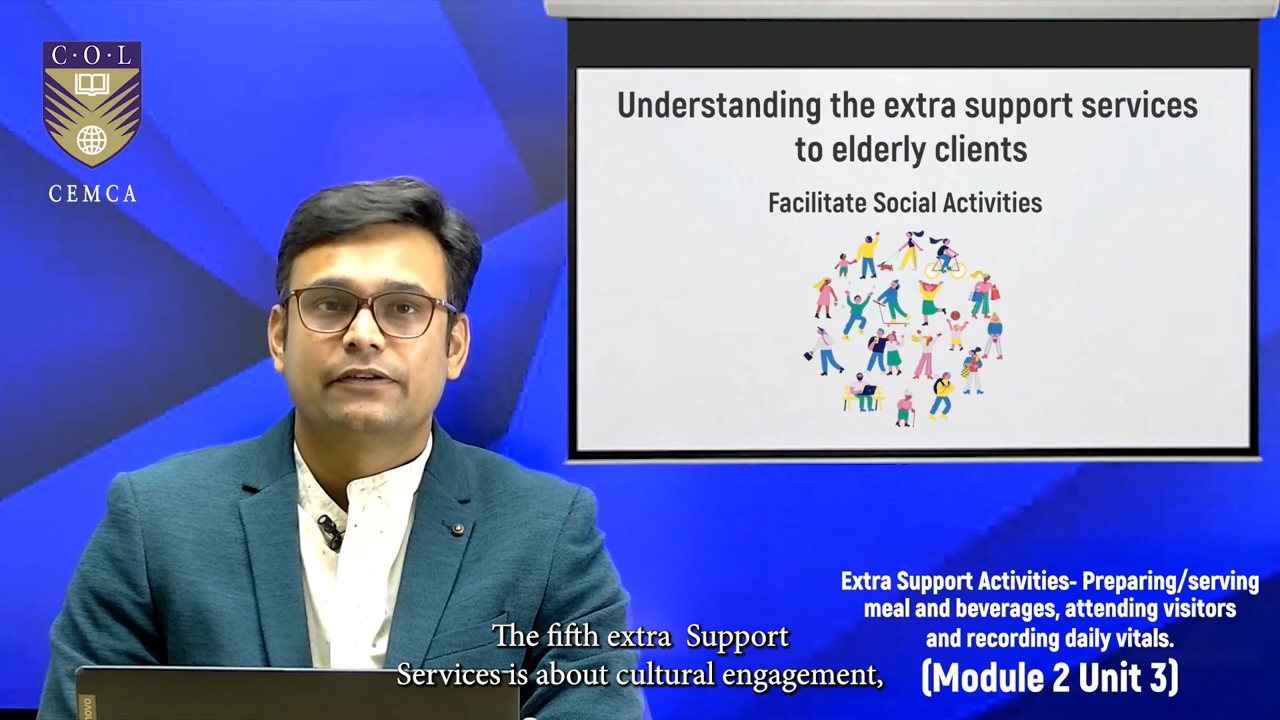 C·O·L
CEMCA
Understanding the extra support services
to elderly clients
Facilitate Social Activities
Extra Support Activities- Preparing/serving
meal and beverages, attending visitors
and recording daily vitals.
(Module 2 Unit 3)
The fifth extra Support
Services is about cultural engagement,